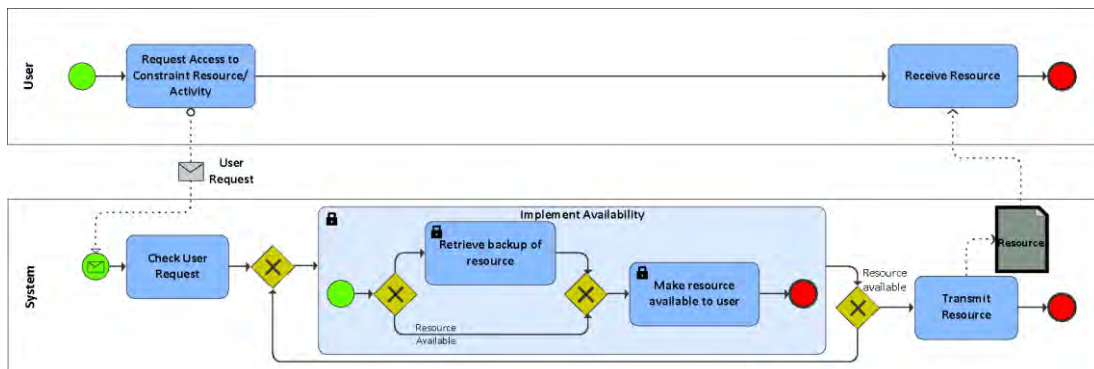 User
Request Access to
Constraint Resource/
Activity
Receive Resource
User
Request
System
Check User
Request
Implement Availability
Retrieve backup of
resource
Resource
Available
Make resource
available to user
Resource
available
Transmit
Resource
Resource